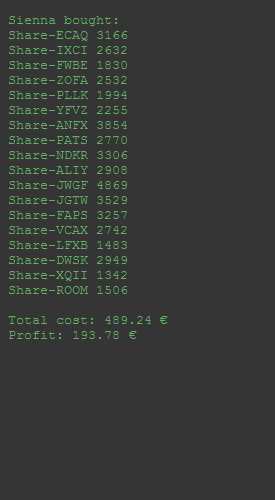 Sienna bought:
Share-ECAQ 3166
Share-IXCI 2632
Share-FWBE 1830
Share-ZOFA 2532
Share-PLLK 1994
Share-YFVZ 2255
Share-ANFX 3854
Share-PATS 2770
Share-NDKR 3306
Share-ALIY 2908
Share-JWGF 4869
Share-JGTW 3529
Share-FAPS 3257
Share-VCAX 2742
Share-LFXB 1483
Share-DWSK 2949
Share-XQII 1342
Share-ROOM 1506
Total cost: 489.24 €
Profit: 193.78 €